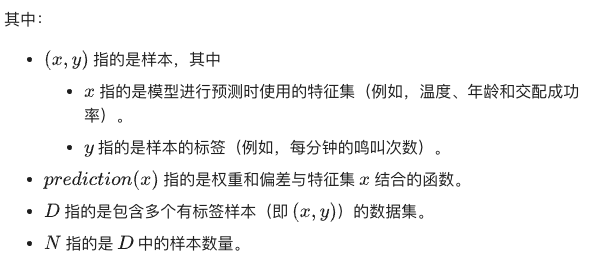 其中：
• (x, y) 指的是样本，其中
• x 指的是模型进行预测时使用的特征集（例如，温度、年龄和交配成功
率）。
• y 指的是样本的标签（例如，每分钟的鸣叫次数）。
• prediction(x) 指的是权重和偏差与特征集 x 结合的函数。
• D 指的是包含多个有标签样本（即 (x, y)）的数据集。
• N 指的是 D 中的样本数量。